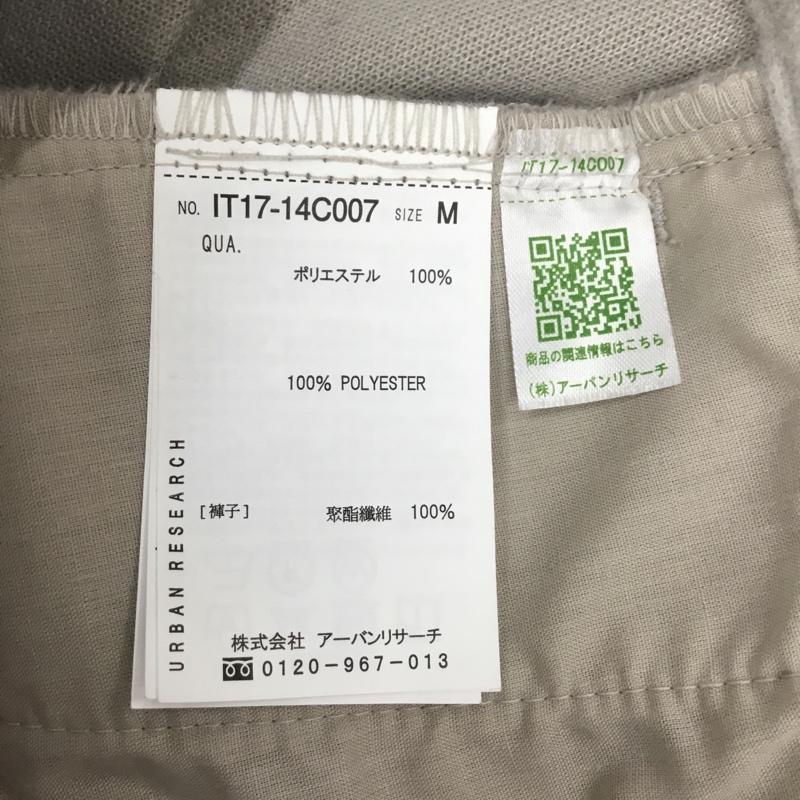 NO. IT17-14C007 SIZE M
QUA.
ポリエステル 100%
100% POLYESTER
[褲子] 聚酯纖維 100%
URBAN RESEARCH
株式会社 アーバンリサーチ
0120-967-013
IT17-14C007
商品の関連情報はこちら
(株)アーバンリサーチ